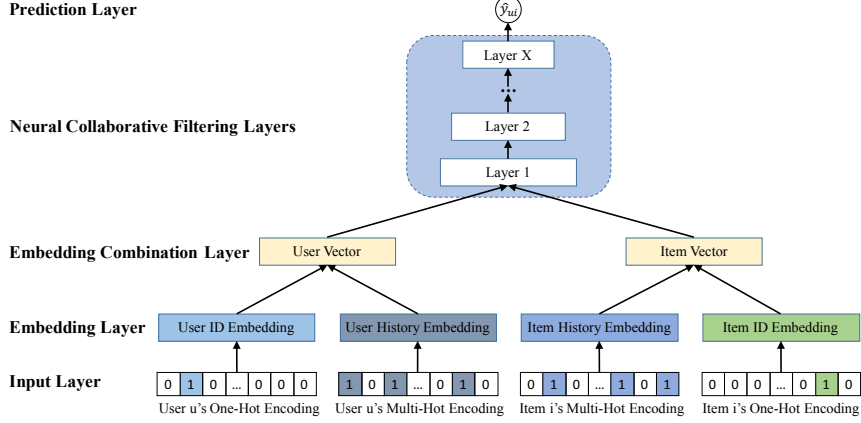 Prediction Layer
ŷ_ui
Layer X
...
Neural Collaborative Filtering Layers
Layer 2
Layer 1
Embedding Combination Layer
User Vector
Item Vector
Embedding Layer
User ID Embedding
User History Embedding
Item History Embedding
Item ID Embedding
Input Layer
0 1 0 ... 0 0 0
1 0 1 ... 0 1 0
0 1 0 ... 1 0 1
0 0 0 ... 0 1 0
User u's One-Hot Encoding
User u's Multi-Hot Encoding
Item i's Multi-Hot Encoding
Item i's One-Hot Encoding